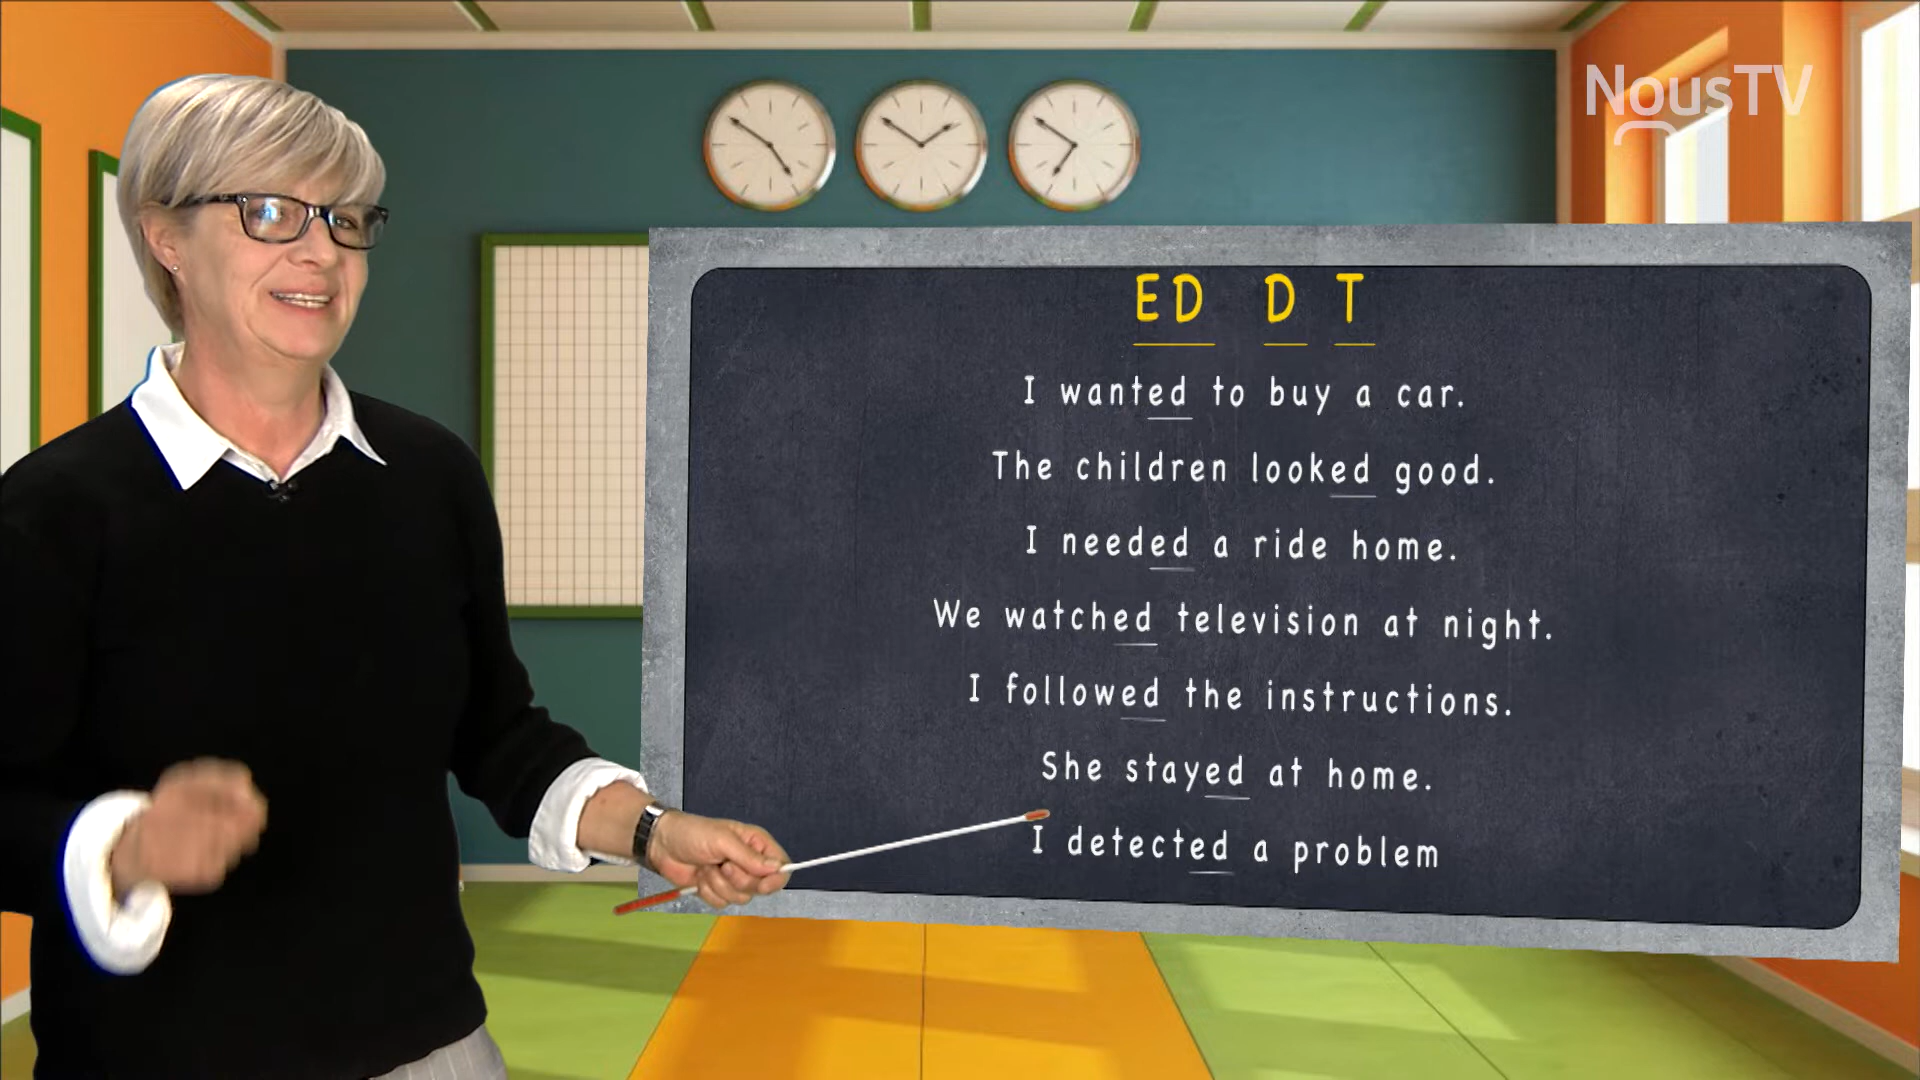 NousTV
ED D T
I wanted to buy a car.
The children looked good.
I needed a ride home.
We watched television at night.
I followed the instructions.
She stayed at home.
I detected a problem